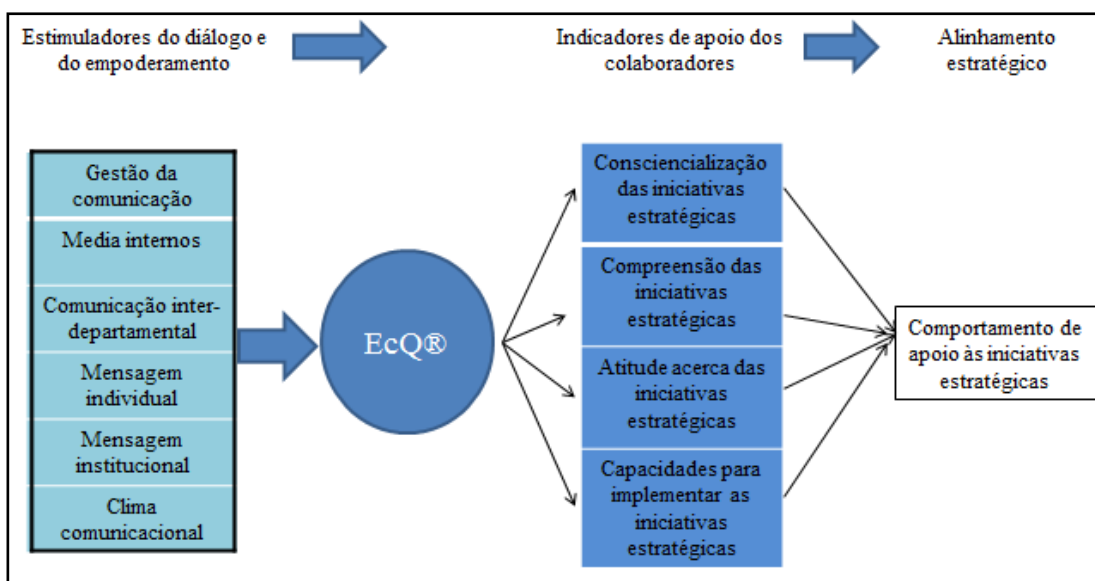 Estimuladores do diálogo e
do empoderamento
Indicadores de apoio dos
colaboradores
Alinhamento
estratégico
Gestão da
comunicação
Media internos
Comunicação inter-
departamental
Mensagem
individual
Mensagem
institucional
Clima
comunicacional
EcQ®
Consciencialização
das iniciativas
estratégicas
Compreensão das
iniciativas
estratégicas
Atitude acerca das
iniciativas
estratégicas
Capacidades para
implementar as
iniciativas
estratégicas
Comportamento de
apoio às iniciativas
estratégicas